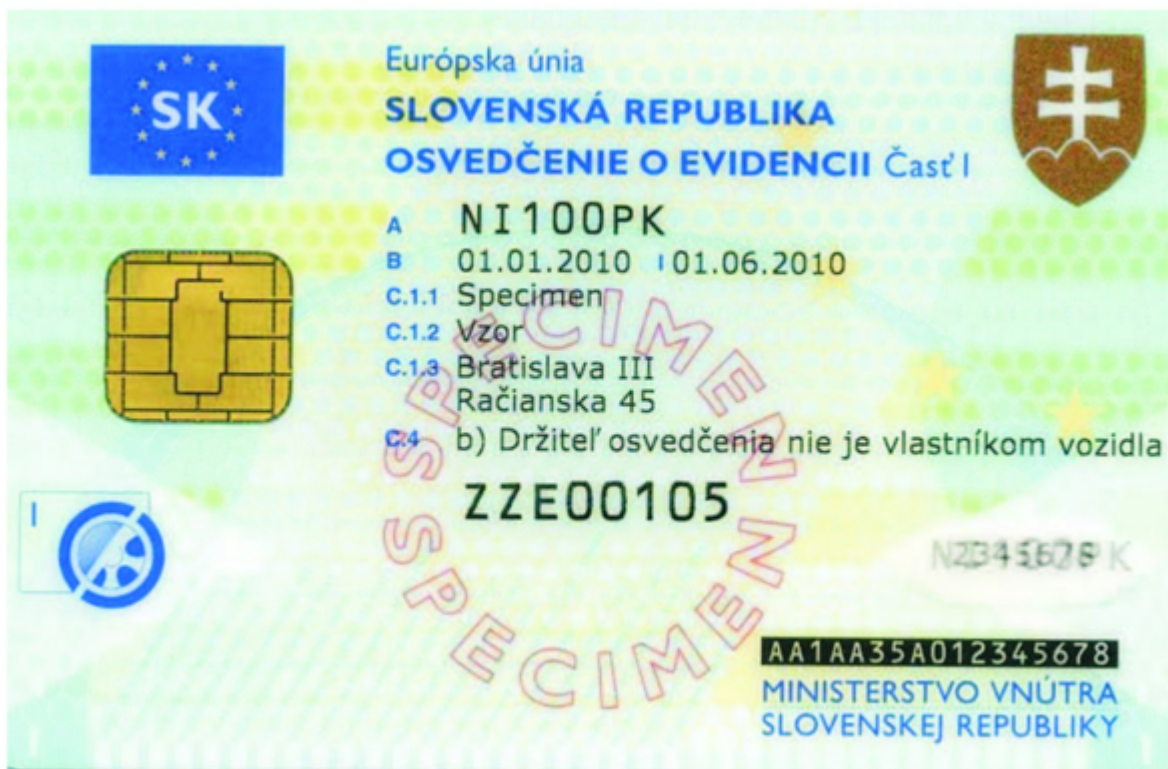 SK
Európska únia
SLOVENSKÁ REPUBLIKA
OSVEDČENIE O EVIDENCII Časť I
A NI100PK
B 01.01.2010 I 01.06.2010
C.1.1 Specimen
C.1.2 Vzor
C.1.3 Bratislava III
Račianska 45
C.4 b) Držiteľ osvedčenia nie je vlastníkom vozidla
ZZE00105
SPECIMEN
SPECIMEN
I
AA1AA35A012345678
MINISTERSTVO VNÚTRA
SLOVENSKEJ REPUBLIKY